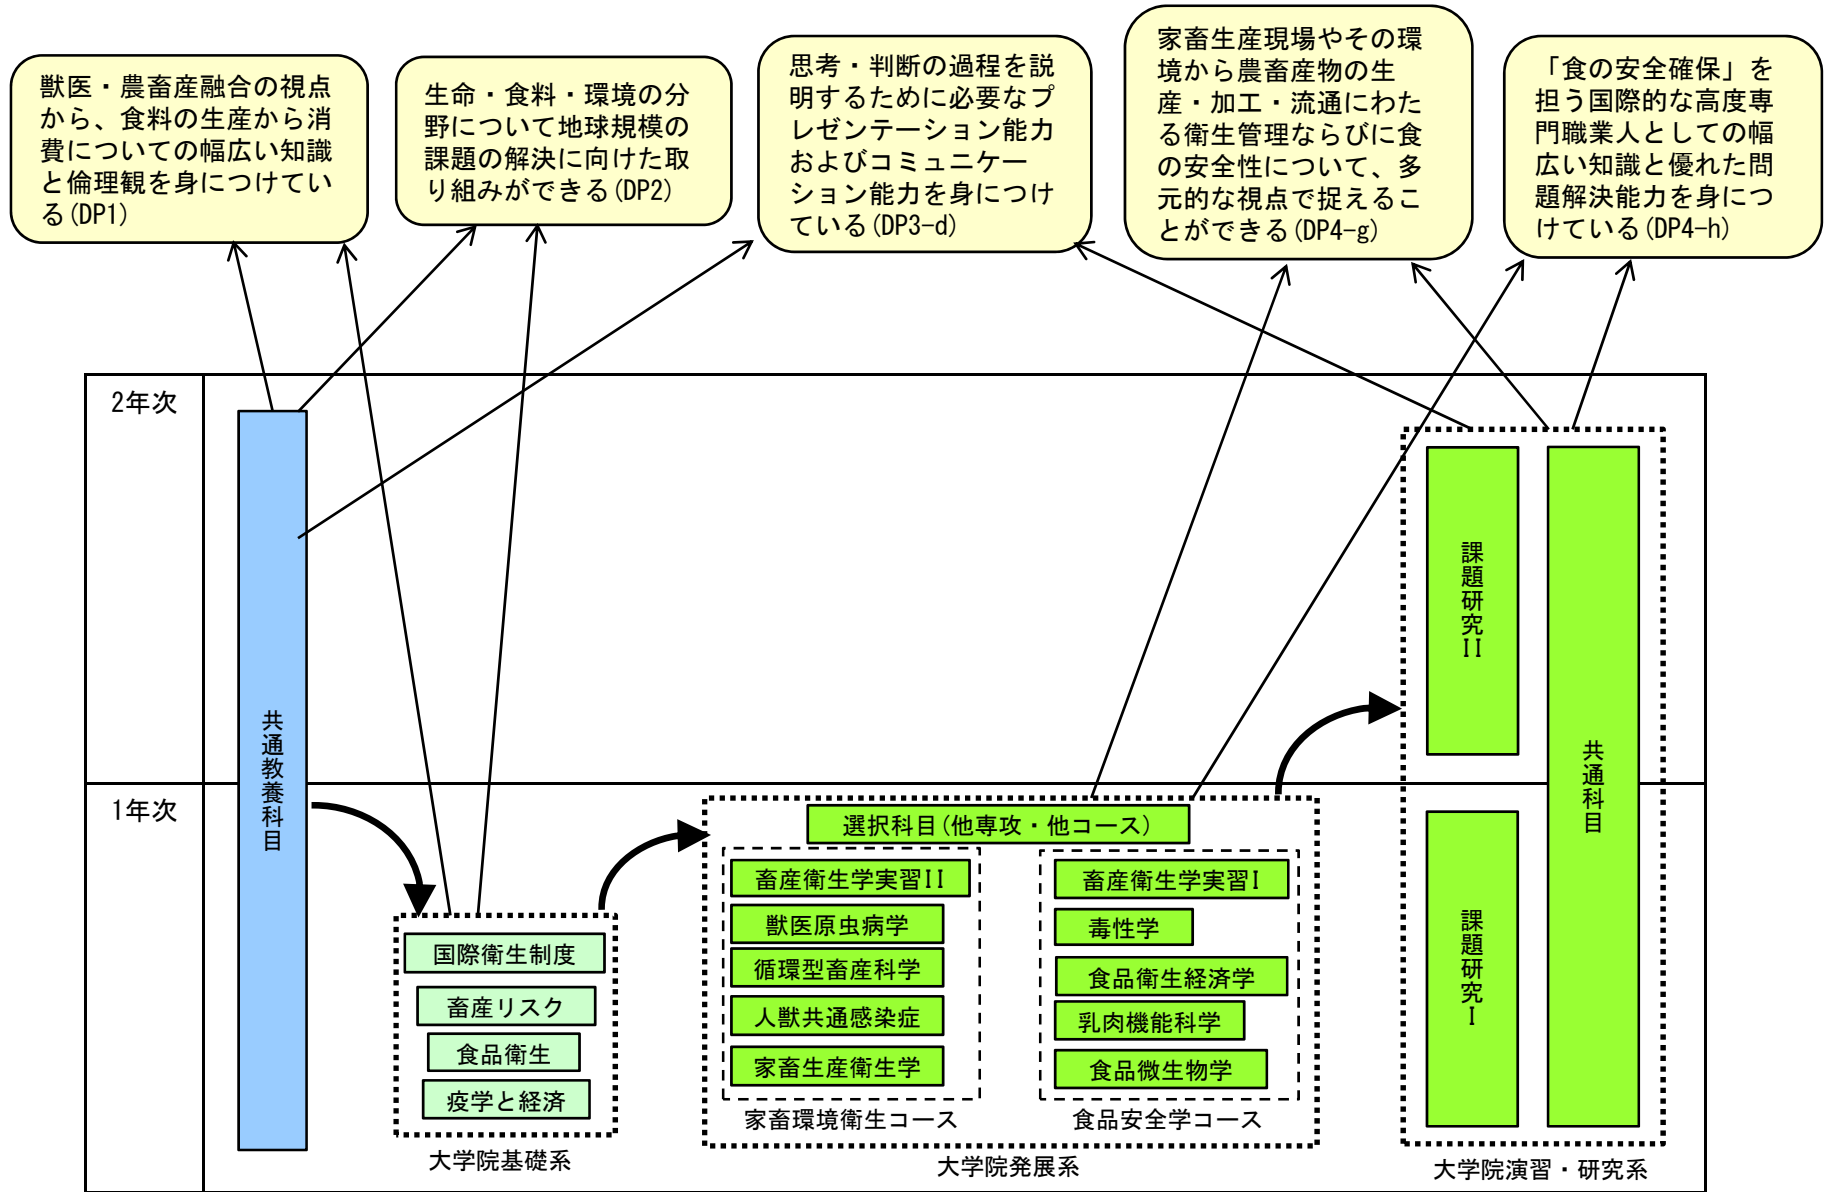 獣医・農畜産融合の視点
から、食料の生産から消
費についての幅広い知識
と倫理観を身につけてい
る(DP1)
生命・食料・環境の分
野について地球規模の
課題の解決に向けた取
り組みができる(DP2)
思考・判断の過程を説
明するために必要なプ
レゼンテーション能力
およびコミュニケー
ション能力を身につけ
ている(DP3-d)
家畜生産現場やその環
境から農畜産物の生
産・加工・流通にわた
る衛生管理ならびに食
の安全性について、多
元的な視点で捉えるこ
とができる(DP4-g)
「食の安全確保」を
担う国際的な高度専
門職業人としての幅
広い知識と優れた問
題解決能力を身につ
けている(DP4-h)
2年次
1年次
共通教養科目
国際衛生制度
畜産リスク
食品衛生
疫学と経済
大学院基礎系
選択科目(他専攻・他コース)
畜産衛生学実習II
獣医原虫病学
循環型畜産科学
人獣共通感染症
家畜生産衛生学
家畜環境衛生コース
畜産衛生学実習I
毒性学
食品衛生経済学
乳肉機能科学
食品微生物学
食品安全学コース
大学院発展系
課題研究II
課題研究I
共通科目
大学院演習・研究系